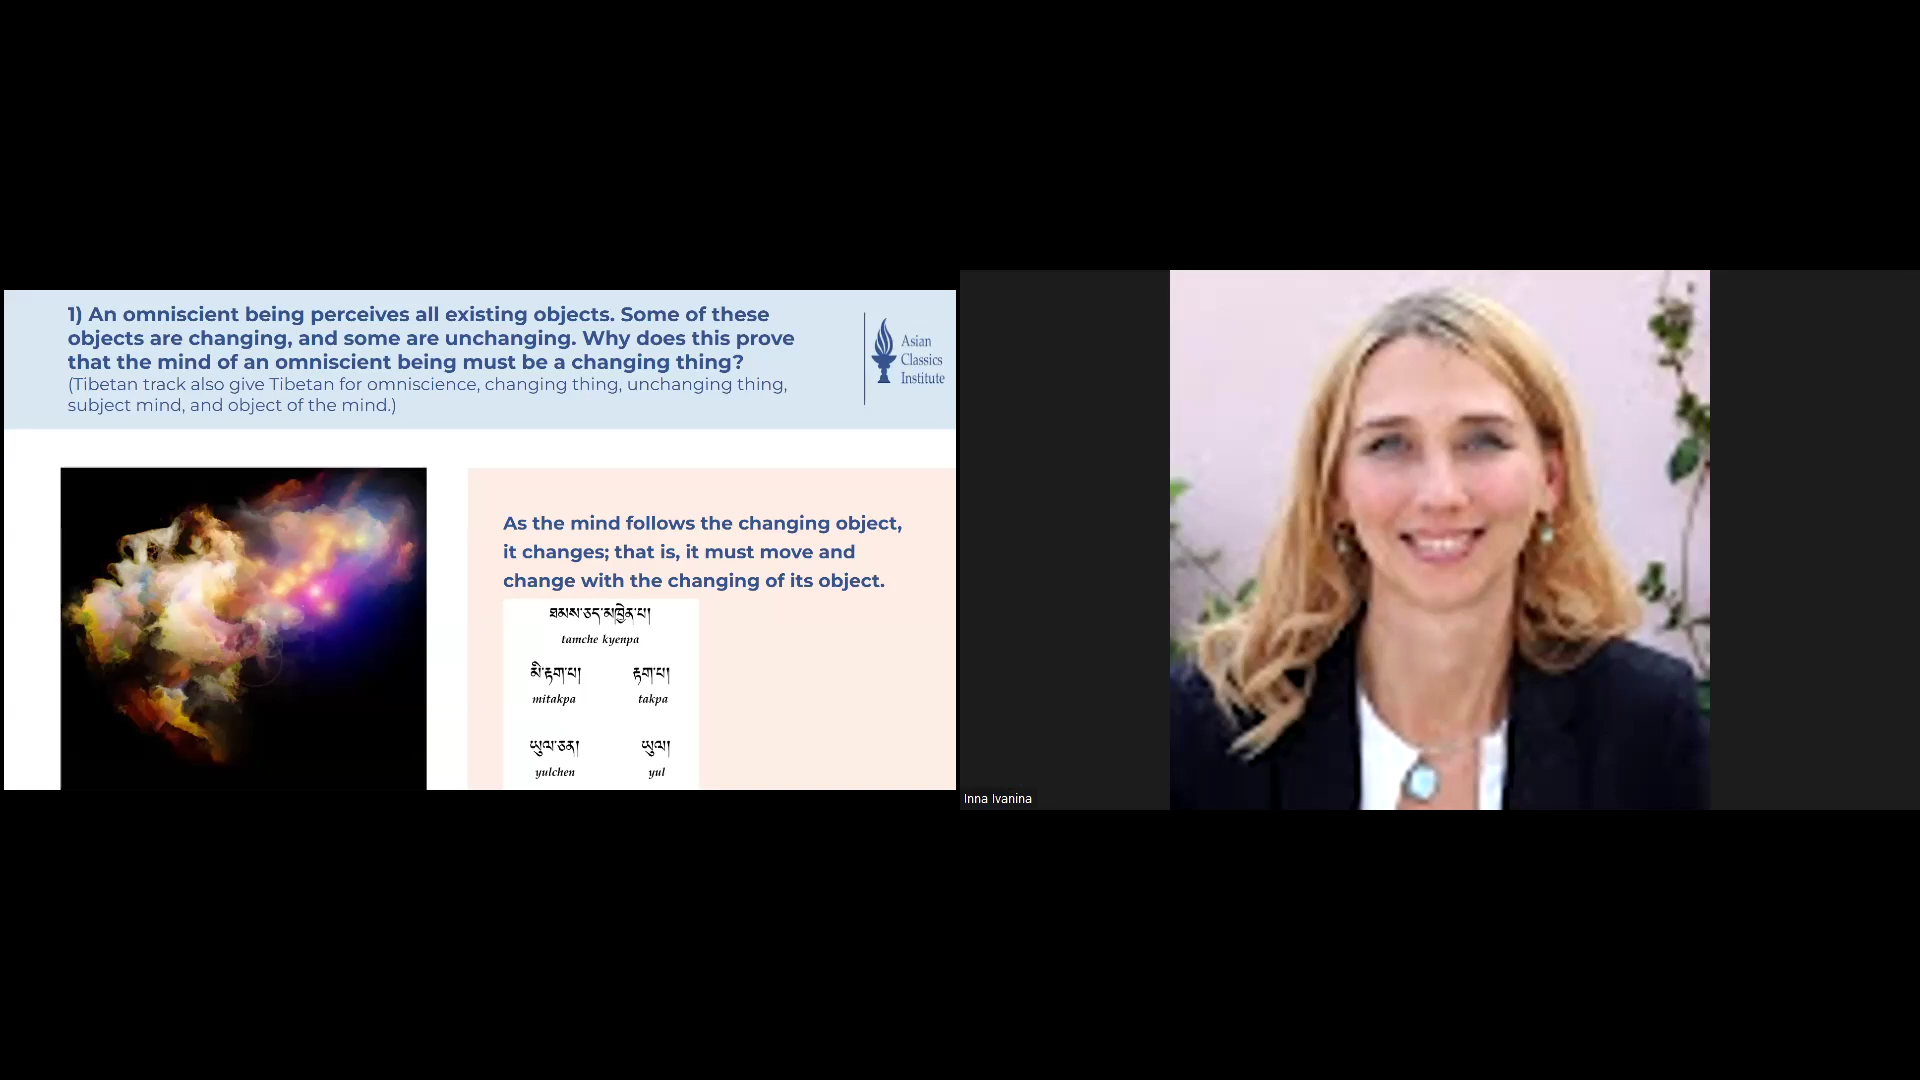 1) An omniscient being perceives all existing objects. Some of these
objects are changing, and some are unchanging. Why does this prove
that the mind of an omniscient being must be a changing thing?
(Tibetan track also give Tibetan for omniscience, changing thing, unchanging thing,
subject mind, and object of the mind.)
Asian
Classics
Institute
As the mind follows the changing object,
it changes; that is, it must move and
change with the changing of its object.
ཐམས་ཅད་མཁྱེན་པ།
tamche kyenpa
མི་རྟག་པ། རྟག་པ།
mitakpa takpa
ཡུལ་ཅན། ཡུལ།
yulchen yul
Inna Ivanina